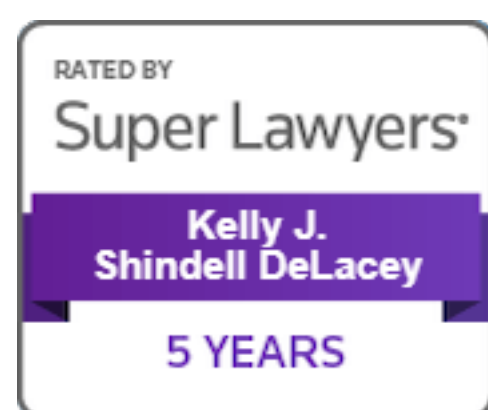 RATED BY
Super Lawyers®
Kelly J.
Shindell DeLacey
5 YEARS